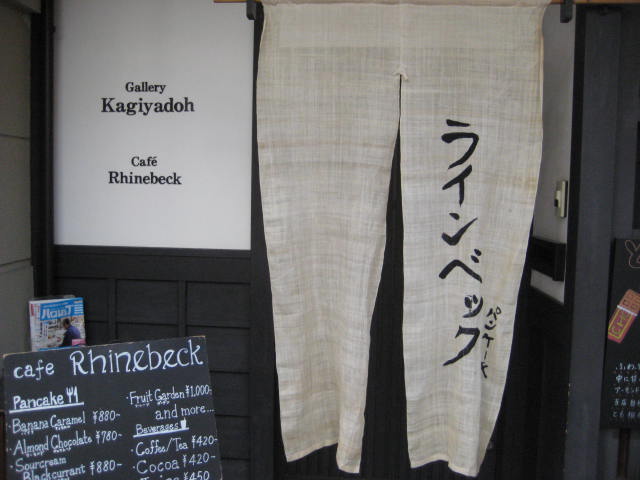 Gallery
Kagiyadoh
Café
Rhinebeck
ラインベック
パンケーキ
cafe Rhinebeck
Pancake
・Banana Caramel ¥880-
・Almond Chocolate ¥780-
・Sourcream
Blackcurrant ¥880-
・Fruit Garden ¥1,000-
and more...
Beverages
・Coffee/Tea ¥420-
・Cocoa ¥420-
¥450